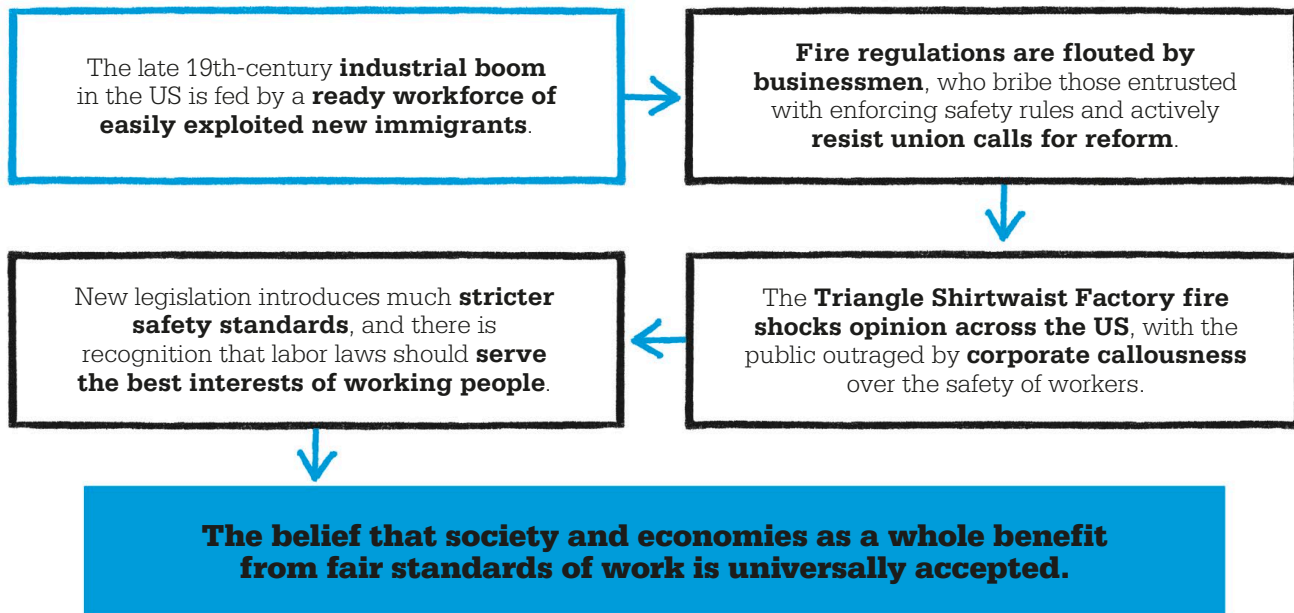 The late 19th-century industrial boom
in the US is fed by a ready workforce of
easily exploited new immigrants.
Fire regulations are flouted by
businessmen, who bribe those entrusted
with enforcing safety rules and actively
resist union calls for reform.
The Triangle Shirtwaist Factory fire
shocks opinion across the US, with the
public outraged by corporate callousness
over the safety of workers.
New legislation introduces much stricter
safety standards, and there is
recognition that labor laws should serve
the best interests of working people.
The belief that society and economies as a whole benefit
from fair standards of work is universally accepted.